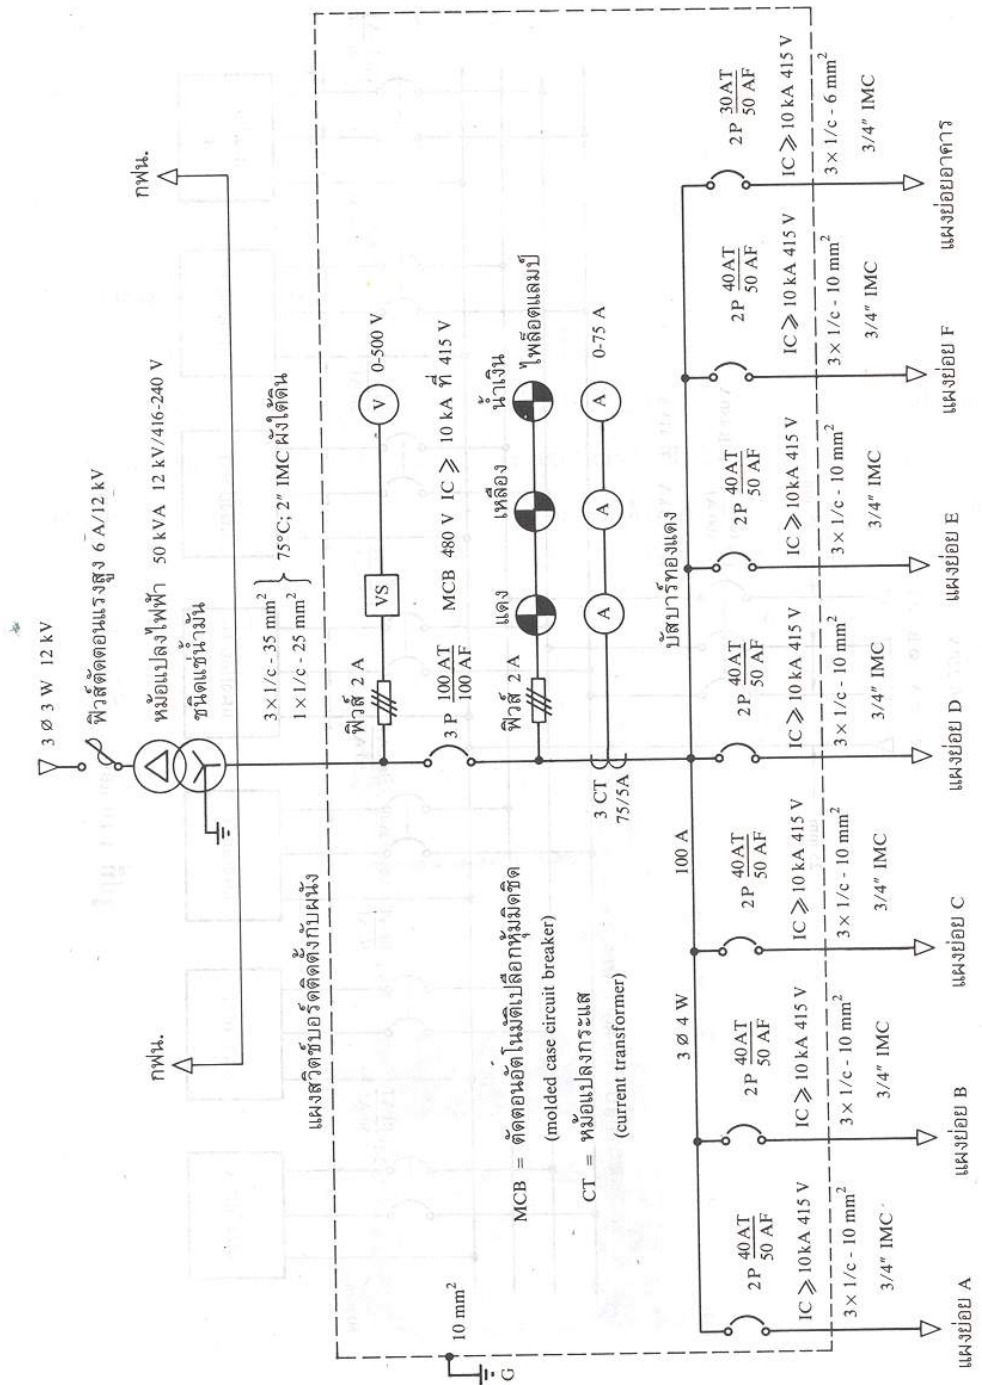 3 Ø 3 W 12 kV
ฟิวส์ตัดตอนแรงสูง 6 A/12 kV
หม้อแปลงไฟฟ้า 50 kVA 12 kV/416-240 V
ชนิดแช่น้ำมัน
กฟน.
กฟน.
3 × 1/c - 35 mm²
1 × 1/c - 25 mm²
75°C; 2" IMC ฝังใต้ดิน
แผงสวิตช์บอร์ดติดตั้งกับผนัง
ฟิวส์ 2 A
VS
V
0-500 V
3 P 100 AT
100 AF
MCB 480 V IC ⩾ 10 kA ที่ 415 V
ฟิวส์ 2 A
แดง
เหลือง
น้ำเงิน
ไพล็อตแลมป์
3 CT
75/5A
A
A
A
0-75 A
MCB = ตัดตอนอัตโนมัติเปลือกหุ้มมิดชิด
(molded case circuit breaker)
CT = หม้อแปลงกระแส
(current transformer)
10 mm²
G
3 Ø 4 W
100 A
บัสบาร์ทองแดง
2P 40AT
50 AF
IC ⩾ 10kA 415 V
3 × 1/c - 10 mm²
3/4" IMC
แผงย่อย A
2P 40AT
50 AF
IC ⩾ 10 kA 415 V
3 × 1/c - 10 mm²
3/4" IMC
แผงย่อย B
2P 40AT
50 AF
IC ⩾ 10 kA 415 V
3 × 1/c - 10 mm²
3/4" IMC
แผงย่อย C
2P 40AT
50 AF
IC ⩾ 10 kA 415 V
3 × 1/c - 10 mm²
3/4" IMC
แผงย่อย D
2P 40AT
50 AF
IC ⩾ 10kA 415 V
3 × 1/c - 10 mm²
3/4" IMC
แผงย่อย E
2P 40AT
50 AF
IC ⩾ 10 kA 415 V
3 × 1/c - 10 mm²
3/4" IMC
แผงย่อย F
2P 30AT
50 AF
IC ⩾ 10 kA 415 V
3 × 1/c - 6 mm²
3/4" IMC
แผงย่อยอาคาร